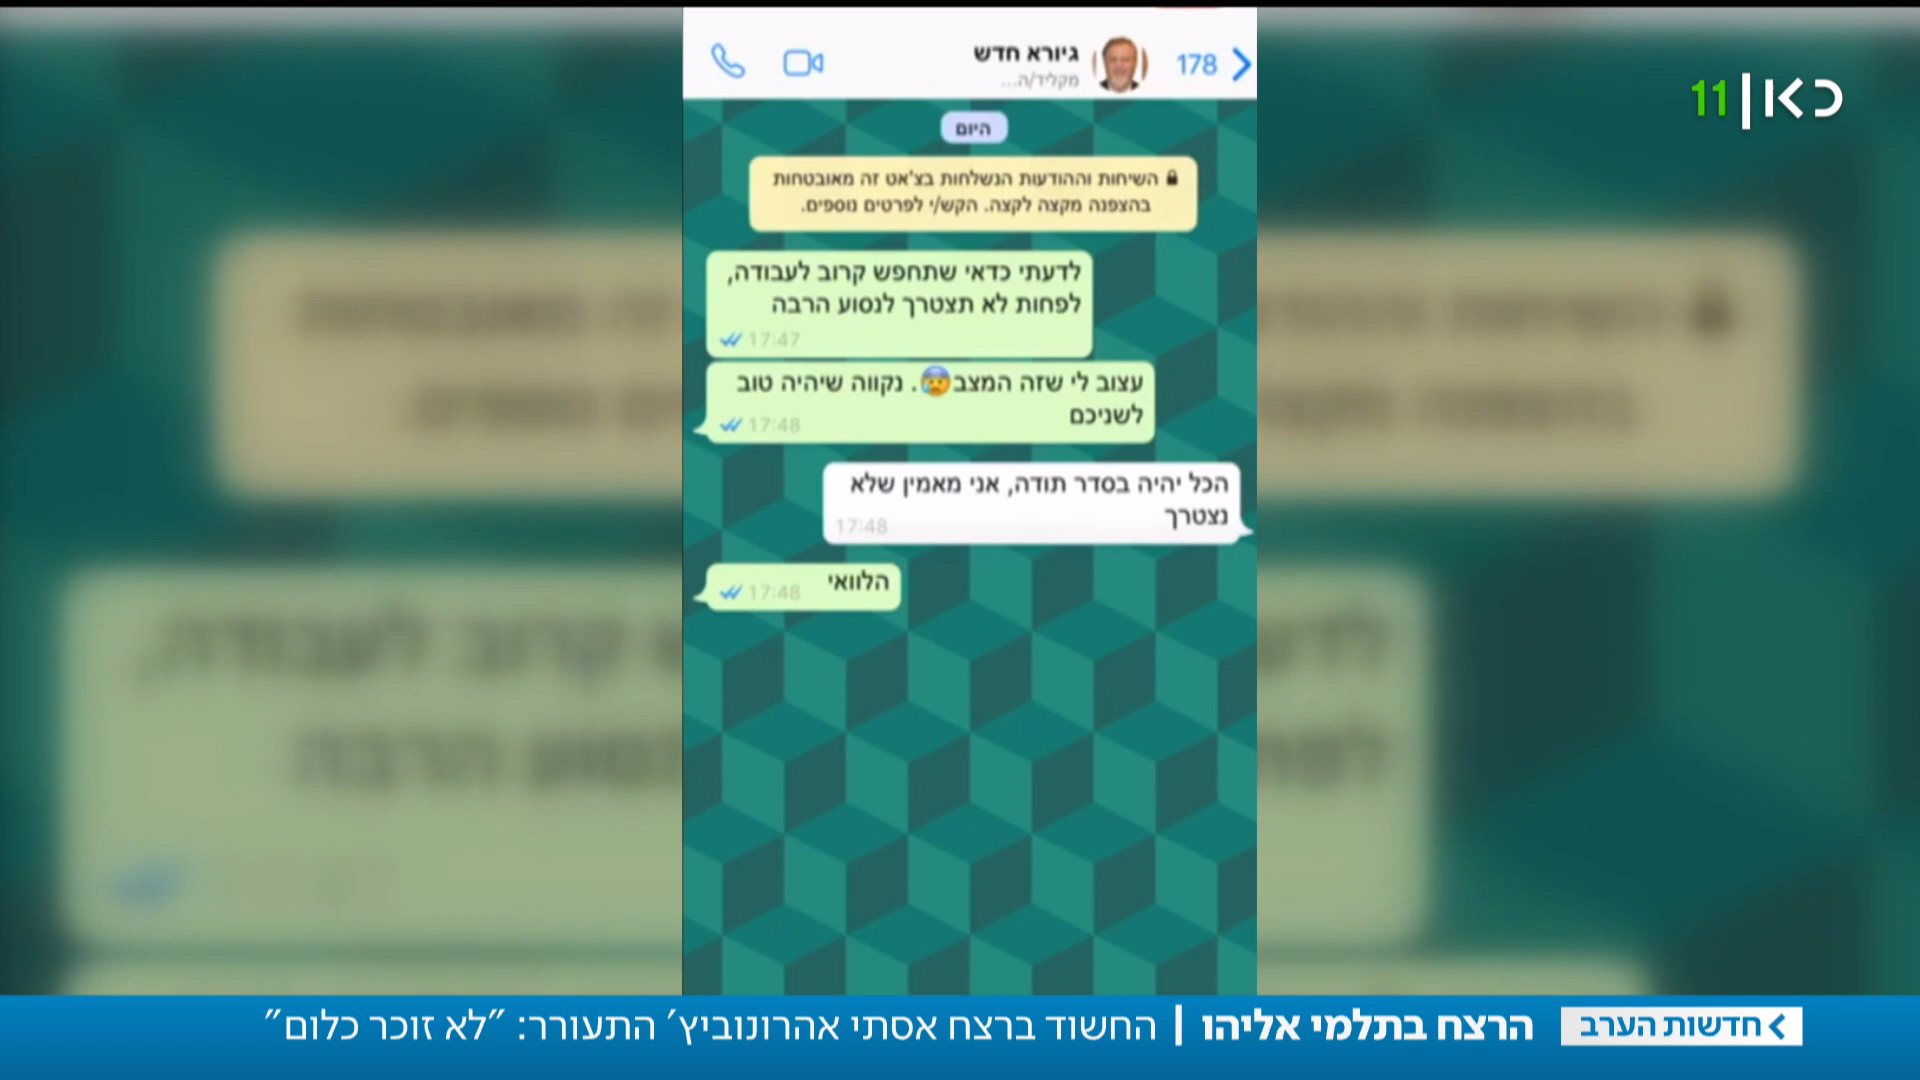 גיורא חדש
178
מקליד/ה...
כאן 11
היום
השיחות וההודעות הנשלחות בצ'אט זה מאובטחות
בהצפנה מקצה לקצה. הקש/י לפרטים נוספים.
לדעתי כדאי שתחפש קרוב לעבודה,
לפחות לא תצטרך לנסוע הרבה
17:47
עצוב לי שזה המצב😰. נקווה שיהיה טוב
לשניכם
17:48
הכל יהיה בסדר תודה, אני מאמין שלא
נצטרך
17:48
הלוואי
17:48
חדשות הערב
הרצח בתלמי אליהו | החשוד ברצח אסתי אהרונוביץ' התעורר: "לא זוכר כלום"